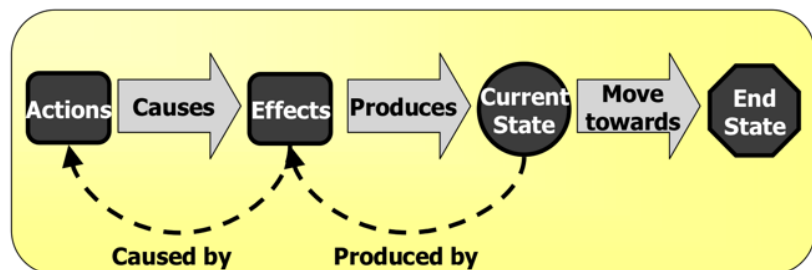 Actions
Causes
Effects
Produces
Current
State
Move
towards
End
State
Caused by
Produced by